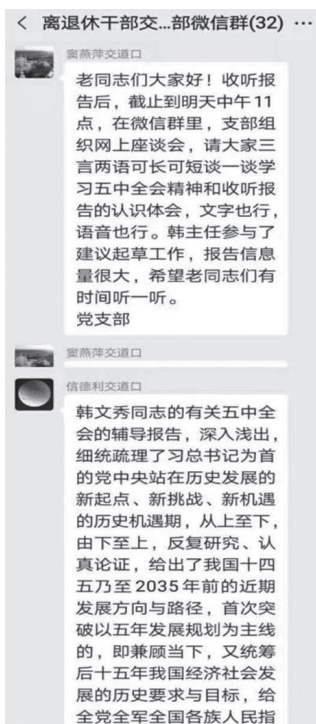 < 离退休干部交...部微信群(32) ...
窦燕萍交道口
老同志们大家好！收听报
告后，截止到明天中午11
点，在微信群里，支部组
织网上座谈会，请大家三
言两语可长可短谈一谈学
习五中全会精神和收听报
告的认识体会，文字也行，
语音也行。韩主任参与了
建议起草工作，报告信息
量很大，希望老同志们有
时间听一听。
党支部
窦燕萍交道口
信德利交道口
韩文秀同志的有关五中全
会的辅导报告，深入浅出，
细统疏理了习总书记为首
的党中央站在历史发展的
新起点、新挑战、新机遇
的历史机遇期，从上至下，
由下至上，反复研究、认
真论证，给出了我国十四
五乃至2035年前的近期
发展方向与路径，首次突
破以五年发展规划为主线
的，即兼顾当下，又统筹
后十五年我国经济社会发
展的历史要求与目标，给
全党全军全国各族人民指